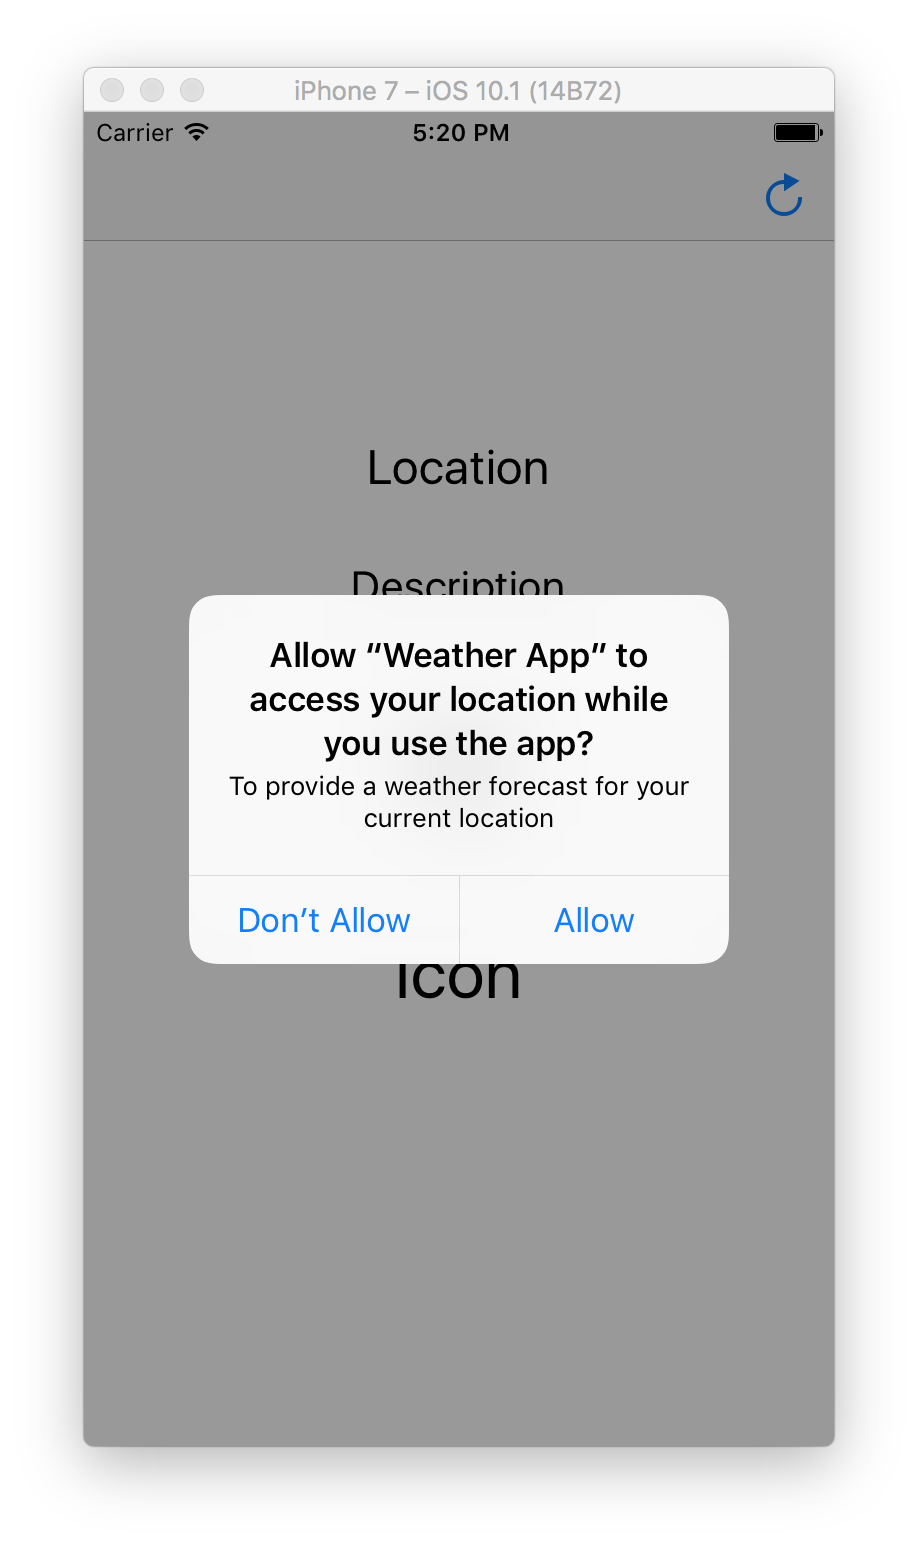 iPhone 7 – iOS 10.1 (14B72)
Carrier 5:20 PM
Location
Description
Allow “Weather App” to
access your location while
you use the app?
To provide a weather forecast for your
current location
Don’t Allow Allow
Icon